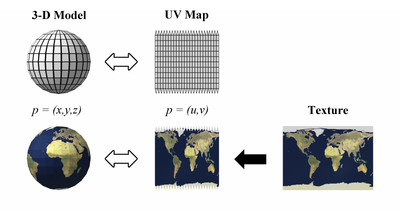 3-D Model UV Map
p = (x,y,z) p = (u,v) Texture